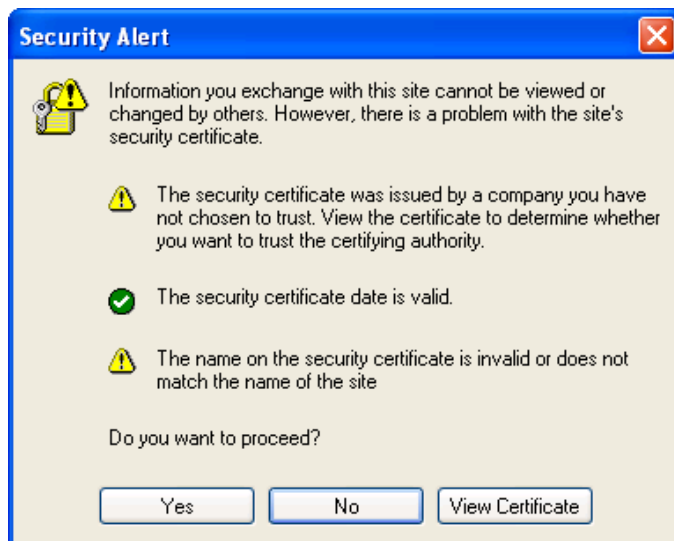 Security Alert
Information you exchange with this site cannot be viewed or
changed by others. However, there is a problem with the site's
security certificate.
The security certificate was issued by a company you have
not chosen to trust. View the certificate to determine whether
you want to trust the certifying authority.
The security certificate date is valid.
The name on the security certificate is invalid or does not
match the name of the site
Do you want to proceed?
Yes No View Certificate